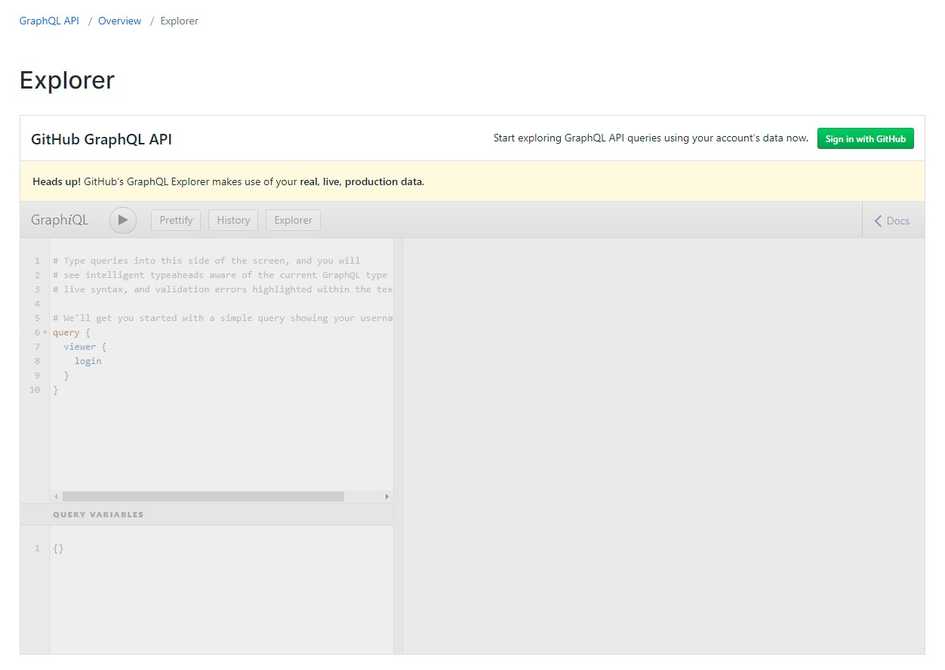 GraphQL API / Overview / Explorer
Explorer
GitHub GraphQL API
Start exploring GraphQL API queries using your account's data now.
Sign in with GitHub
Heads up! GitHub's GraphQL Explorer makes use of your real, live, production data.
GraphiQL
Prettify
History
Explorer
Docs
1 # Type queries into this side of the screen, and you will
2 # see intelligent typeaheads aware of the current GraphQL type
3 # live syntax, and validation errors highlighted within the tex
4
5 # We'll get you started with a simple query showing your userna
6 query {
7 viewer {
8 login
9 }
10 }
QUERY VARIABLES
1 {}